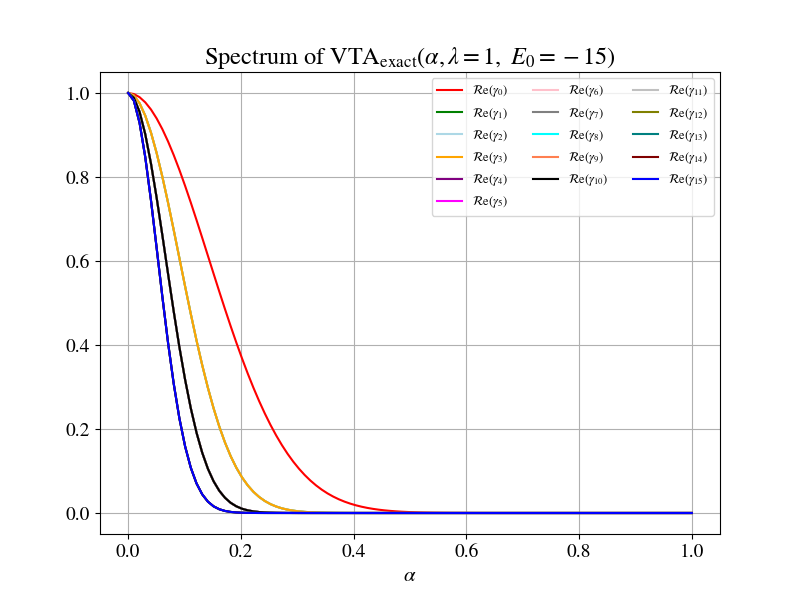 Spectrum of VTA_exact(α, λ = 1, E_0 = −15)
1.0
0.8
0.6
0.4
0.2
0.0
ℛe(γ_0) ℛe(γ_6) ℛe(γ_11)
ℛe(γ_1) ℛe(γ_7) ℛe(γ_12)
ℛe(γ_2) ℛe(γ_8) ℛe(γ_13)
ℛe(γ_3) ℛe(γ_9) ℛe(γ_14)
ℛe(γ_4) ℛe(γ_10) ℛe(γ_15)
ℛe(γ_5)
0.0 0.2 0.4 0.6 0.8 1.0
α